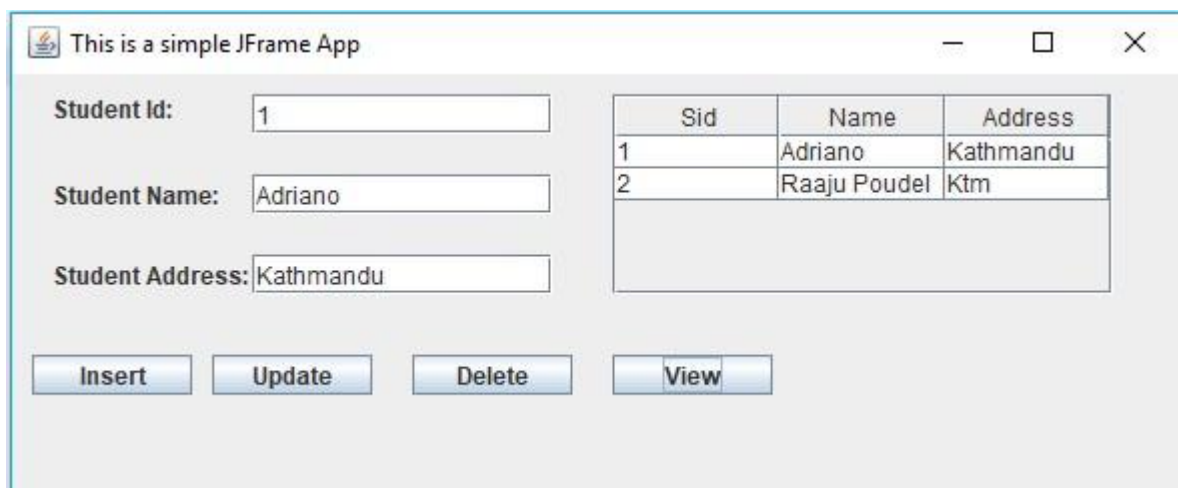 This is a simple JFrame App
Student Id: 1
Student Name: Adriano
Student Address: Kathmandu
Sid Name Address
1 Adriano Kathmandu
2 Raaju Poudel Ktm
Insert Update Delete View